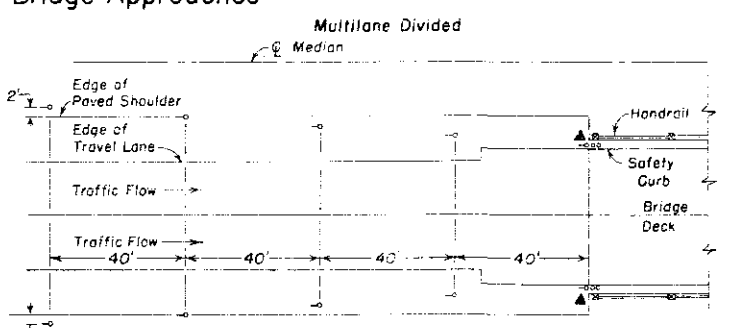 Bridge Approaches
Multilane Divided
℄ Median
2'
Edge of
Paved Shoulder
Edge of
Travel Lane
Handrail
Safety
Curb
Traffic Flow
Bridge
Deck
Traffic Flow
40' 40' 40' 40'